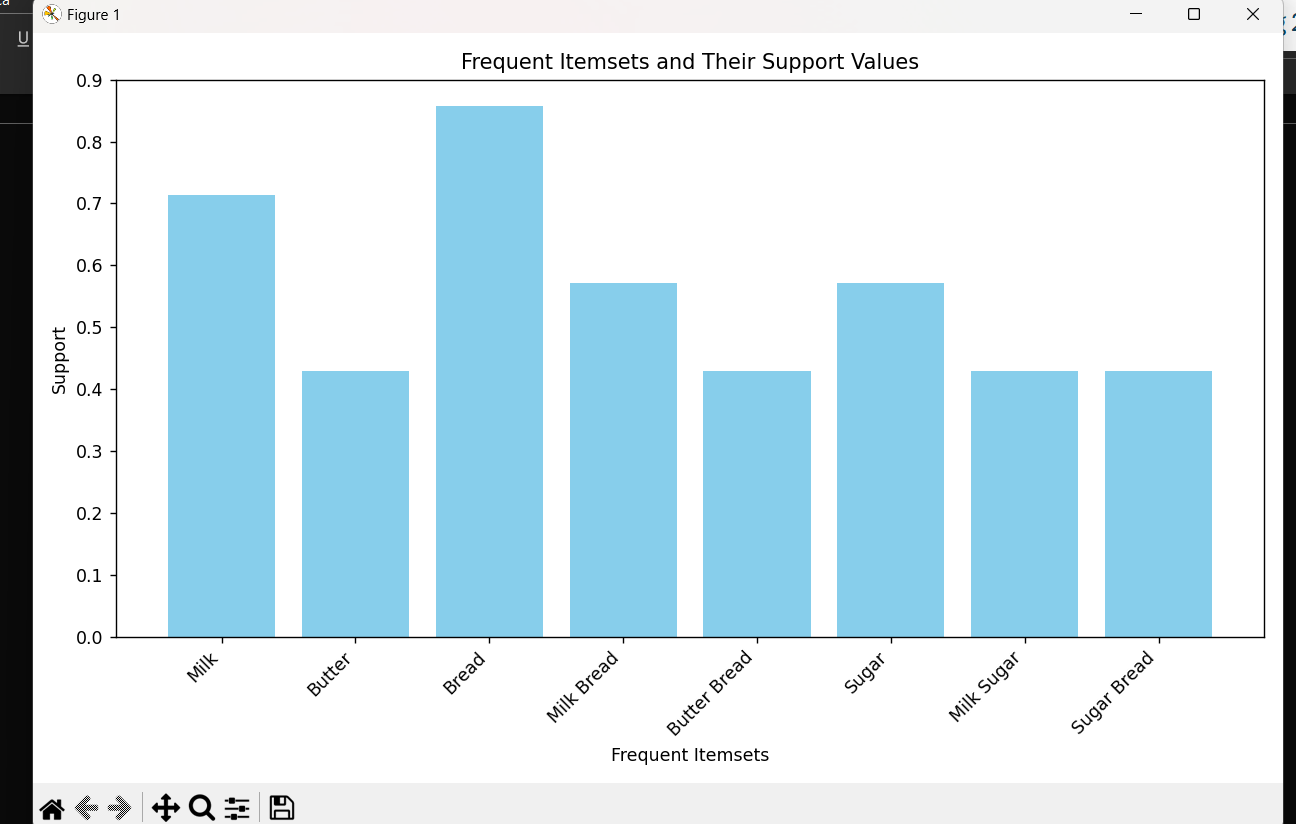 Figure 1
U
Frequent Itemsets and Their Support Values
0.9
0.8
0.7
0.6
0.5
0.4
0.3
0.2
0.1
0.0
Support
Milk
Butter
Bread
Milk Bread
Butter Bread
Sugar
Milk Sugar
Sugar Bread
Frequent Itemsets